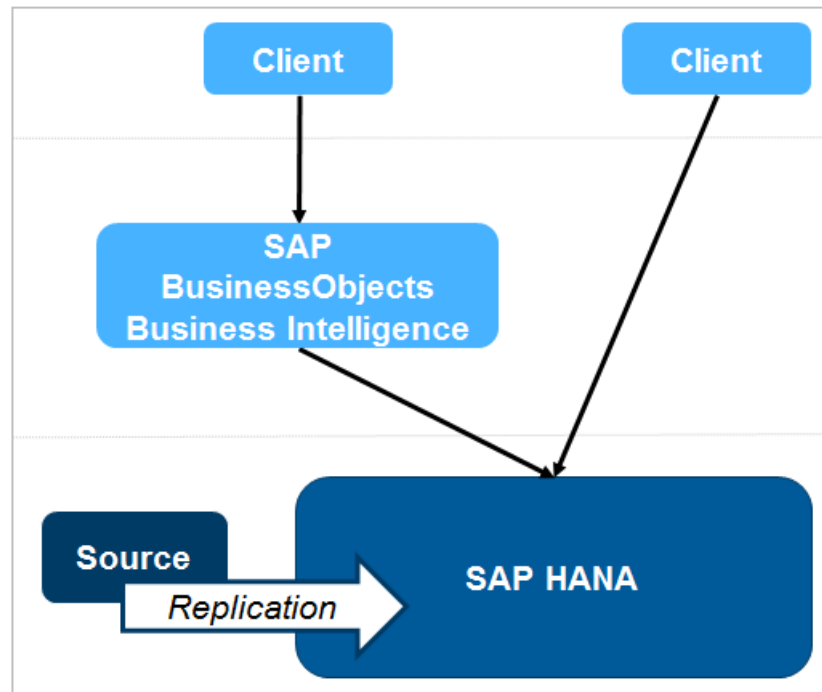 Client
Client
SAP
BusinessObjects
Business Intelligence
Source
Replication
SAP HANA